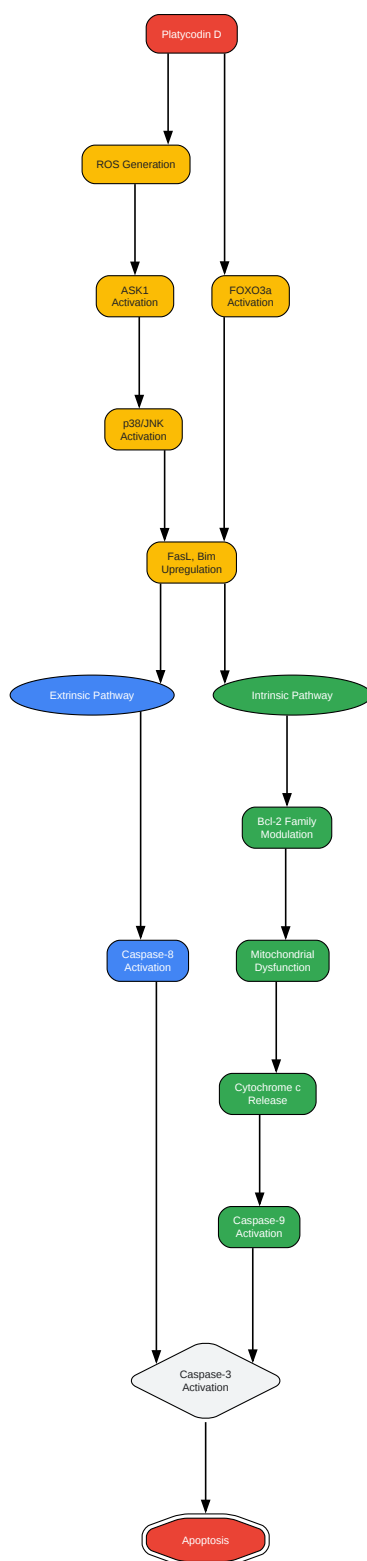 Platycodin D
ROS Generation
ASK1
Activation
FOXO3a
Activation
p38/JNK
Activation
FasL, Bim
Upregulation
Extrinsic Pathway
Intrinsic Pathway
Bcl-2 Family
Modulation
Caspase-8
Activation
Mitochondrial
Dysfunction
Cytochrome c
Release
Caspase-9
Activation
Caspase-3
Activation
Apoptosis